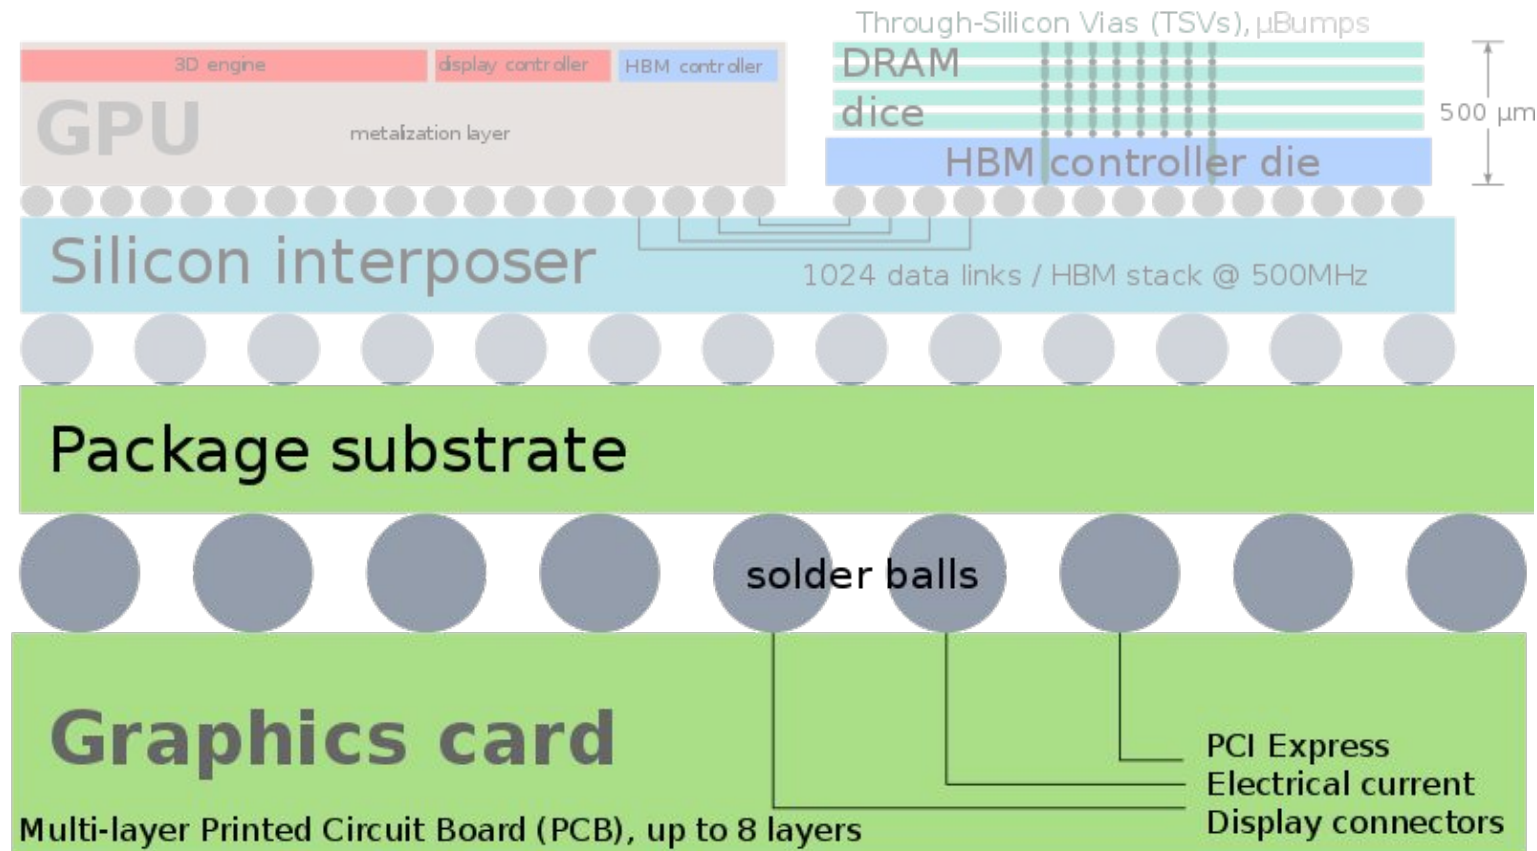 Through-Silicon Vias (TSVs), µBumps
3D engine
display controller
HBM controller
GPU
metalization layer
DRAM
dice
HBM controller die
500 µm
Silicon interposer
1024 data links / HBM stack @ 500MHz
Package substrate
solder balls
Graphics card
PCI Express
Electrical current
Display connectors
Multi-layer Printed Circuit Board (PCB), up to 8 layers